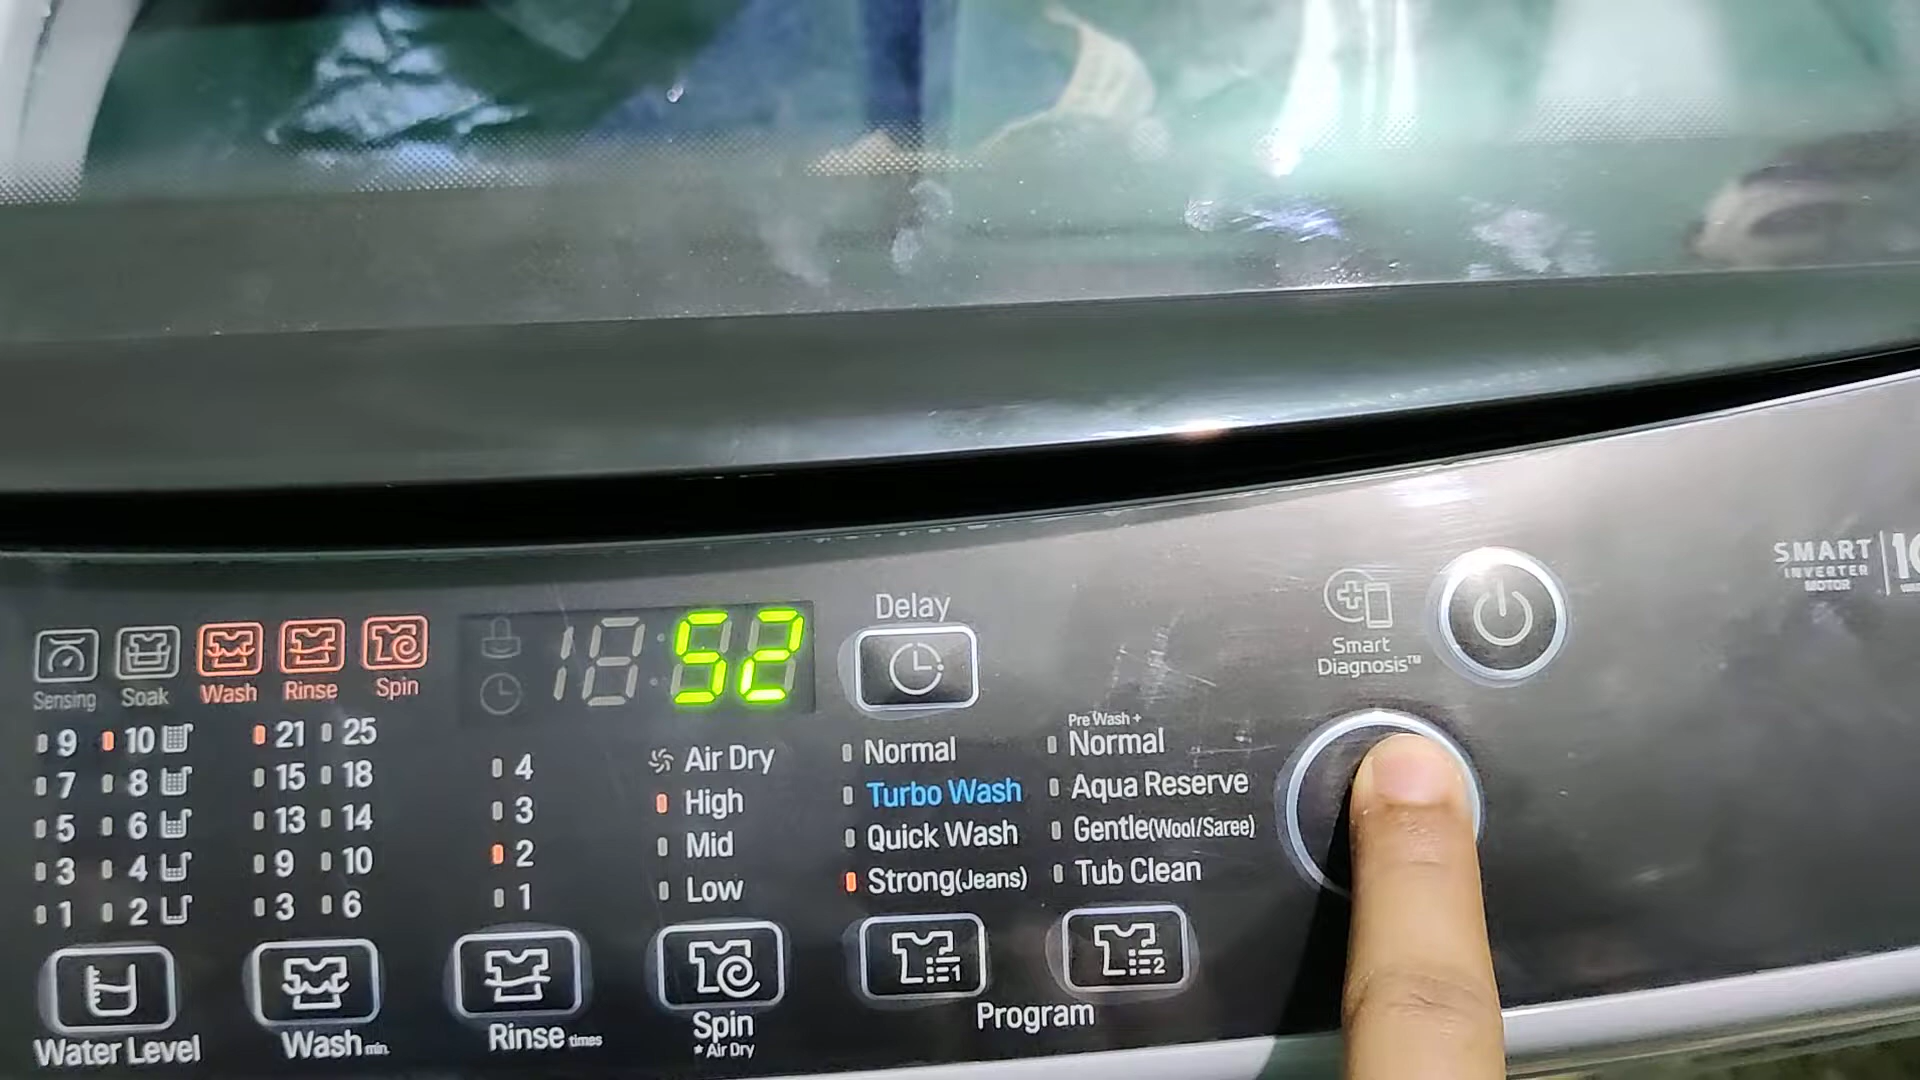 Delay
SMART
INVERTER
MOTOR
52
Smart
Diagnosis™
Sensing Soak Wash Rinse Spin
9 10 21 25
7 8 15 18
5 6 13 14
3 4 9 10
1 2 3 6
4
3
2
1
Air Dry
High
Mid
Low
Normal
Turbo Wash
Quick Wash
Strong(Jeans)
Pre Wash +
Normal
Aqua Reserve
Gentle(Wool/Saree)
Tub Clean
1
2
Water Level
Wash min.
Rinse times
Spin
* Air Dry
Program